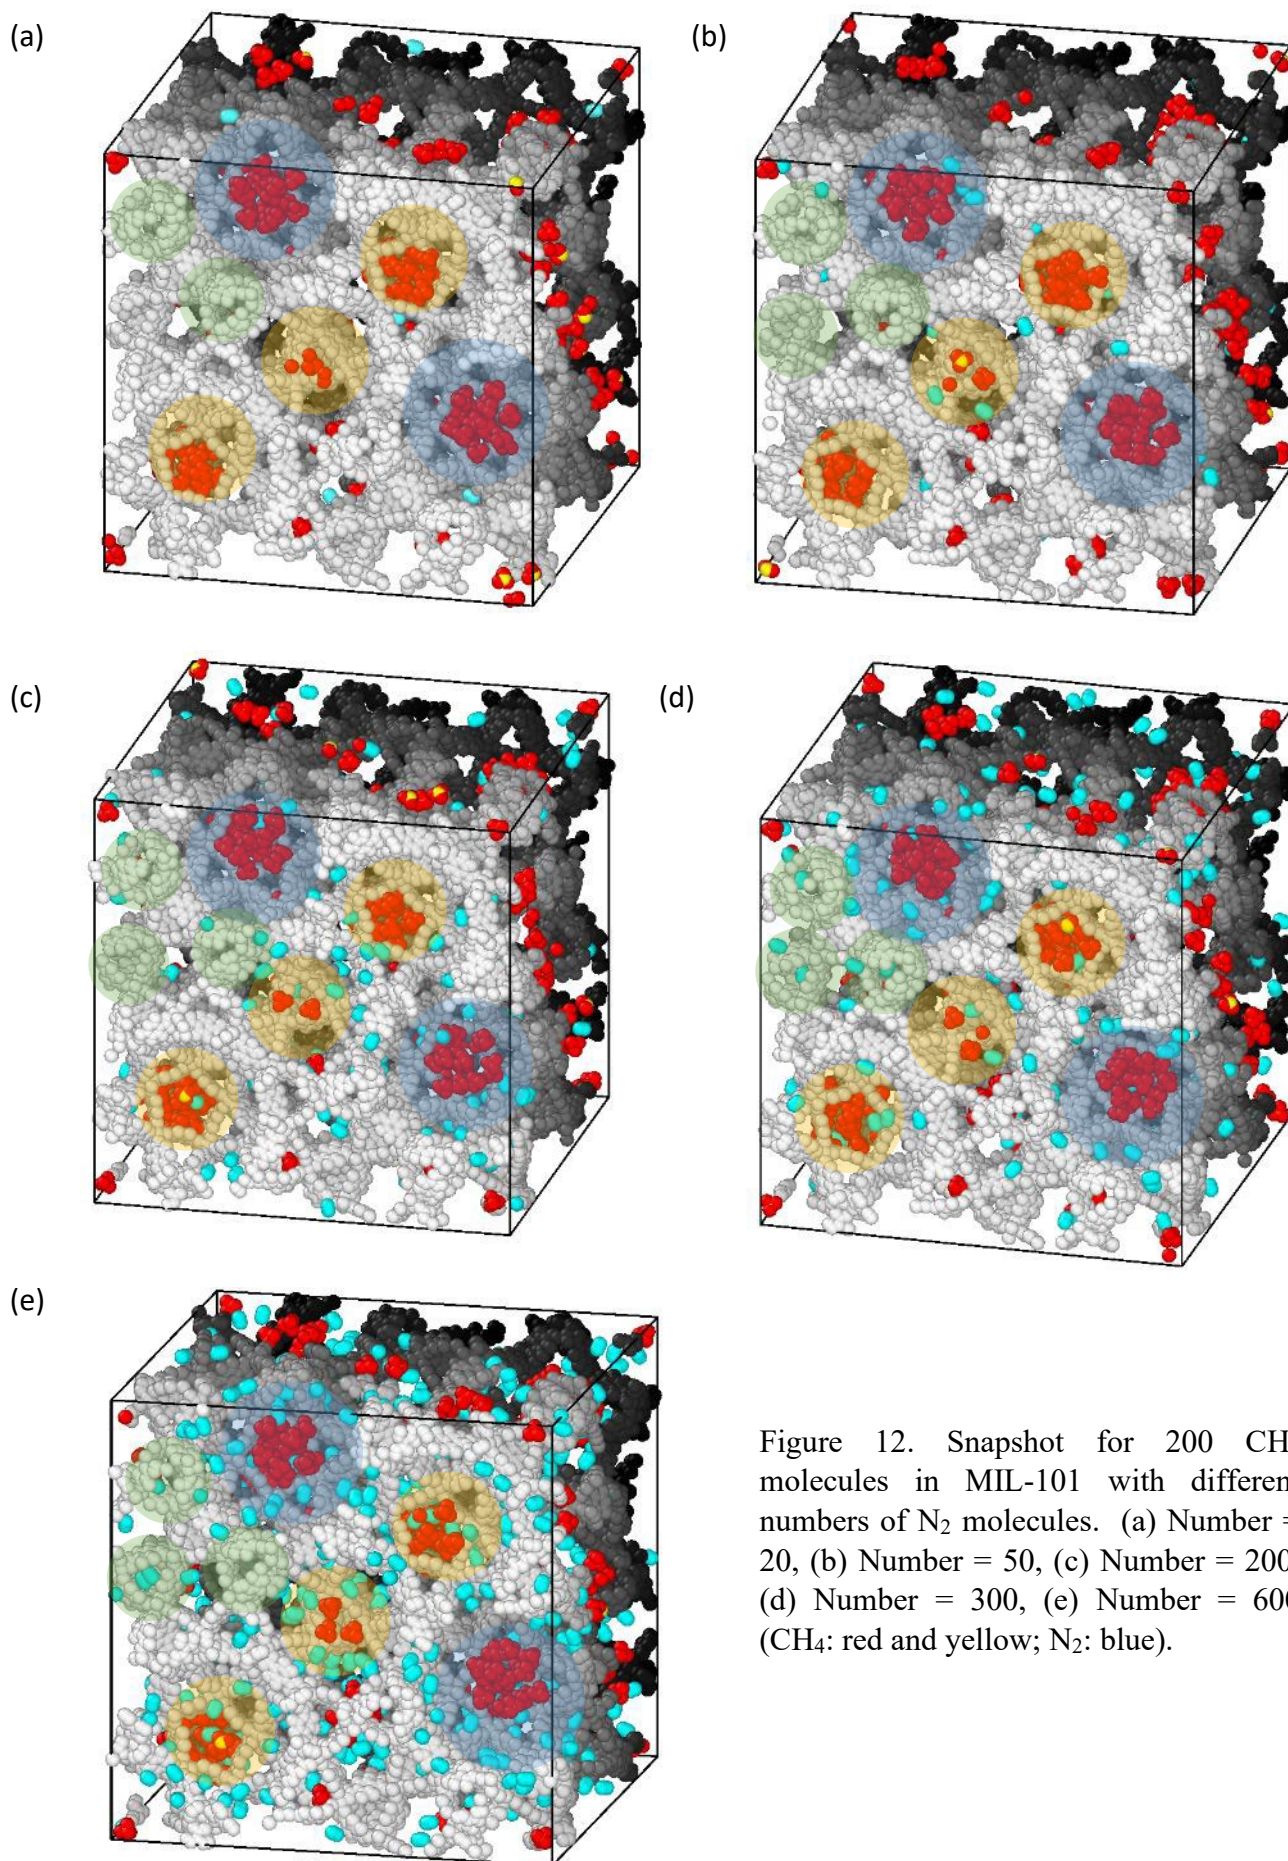 (a)
(b)
(c)
(d)
(e)
Figure 12. Snapshot for 200 CH
molecules in MIL-101 with differen
numbers of N₂ molecules. (a) Number =
20, (b) Number = 50, (c) Number = 200
(d) Number = 300, (e) Number = 600
(CH₄: red and yellow; N₂: blue).